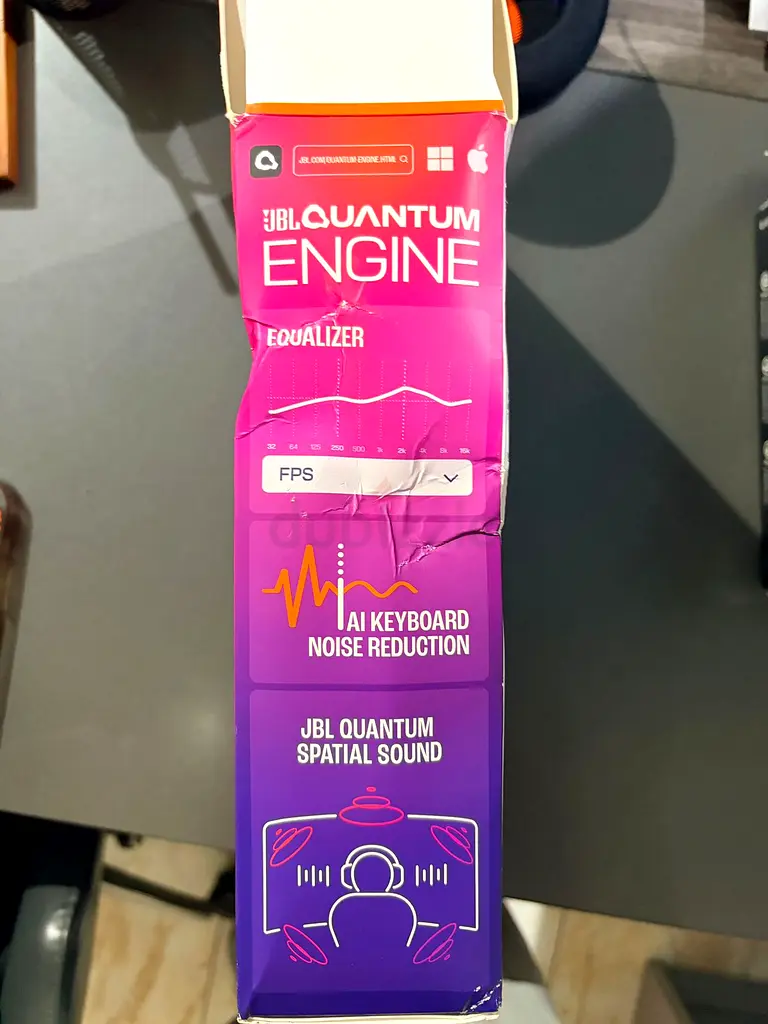 JBL.COM/QUANTUM-ENGINE.HTML
JBL QUANTUM
ENGINE
EQUALIZER
32 64 125 250 500 1k 2k 4k 8k 16k
FPS
dubizzle
AI KEYBOARD
NOISE REDUCTION
JBL QUANTUM
SPATIAL SOUND